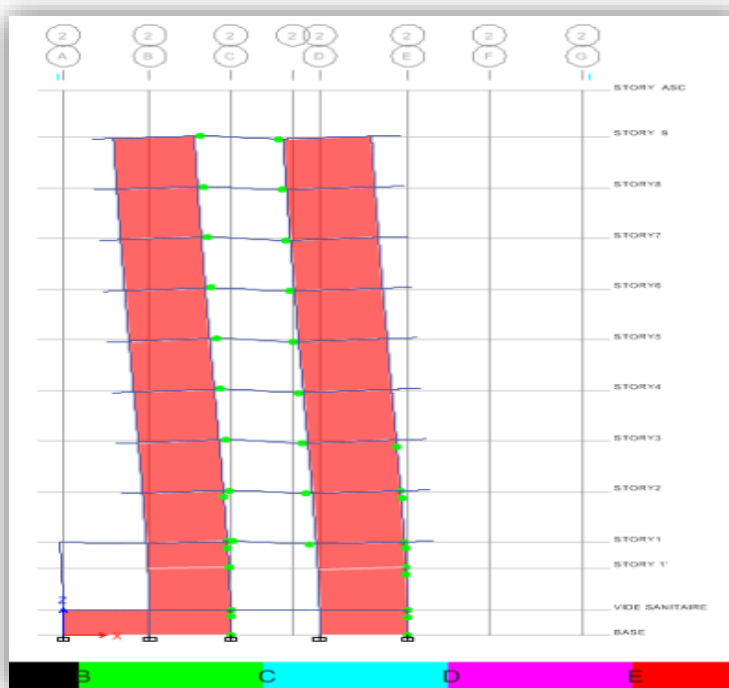 2 2 2 2 2 2 2 2
A B C D E F G
STORY ASC
STORY 9
STORY8
STORY7
STORY6
STORY5
STORY4
STORY3
STORY2
STORY1
STORY 1'
Z
VIDE SANITAIRE
X
BASE
B C D E